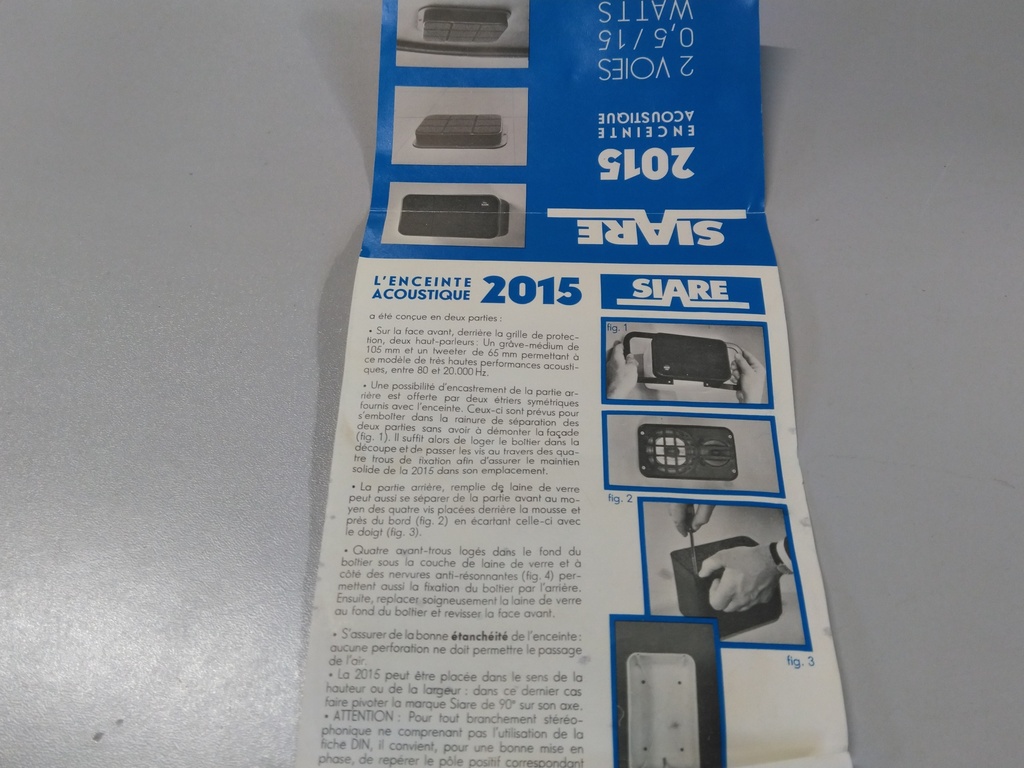 2 VOIES
0,5 / 15
WATTS
2015
ENCEINTE
ACOUSTIQUE
SIARE
L'ENCEINTE
ACOUSTIQUE 2015
SIARE
a été conçue en deux parties :
• Sur la face avant, derrière la grille de protec-
tion, deux haut-parleurs: Un grave-médium de
105 mm et un tweeter de 65 mm permettant à
ce modèle de très hautes performances acousti-
ques, entre 80 et 20.000 Hz.
• Une possibilité d'encastrement de la partie ar-
rière est offerte par deux étriers symétriques
fournis avec l'enceinte. Ceux-ci sont prévus pour
s'emboîter dans la rainure de séparation des
deux parties sans avoir à démonter la façade
(fig. 1). Il suffit alors de loger le boîtier dans la
découpe et de passer les vis au travers des qua-
tre trous de fixation afin d'assurer le maintien
solide de la 2015 dans son emplacement.
• La partie arrière, remplie de laine de verre
peut aussi se séparer de la partie avant au mo-
yen des quatre vis placées derrière la mousse et
près du bord (fig. 2) en écartant celle-ci avec
le doigt (fig. 3).
• Quatre avant-trous logés dans le fond du
boîtier sous la couche de laine de verre et à
côté des nervures anti-résonnantes (fig. 4) per-
mettent aussi la fixation du boîtier par l'arrière.
Ensuite, replacer soigneusement la laine de verre
au fond du boîtier et revisser la face avant.
• S'assurer de la bonne étanchéité de l'enceinte :
aucune perforation ne doit permettre le passage
de l'air.
• La 2015 peut être placée dans le sens de la
hauteur ou de la largeur : dans ce dernier cas
faire pivoter la marque Siare de 90° sur son axe.
• ATTENTION : Pour tout branchement stéréo-
phonique ne comprenant pas l'utilisation de la
fiche DIN, il convient, pour une bonne mise en
phase, de repérer le pôle positif correspondant
fig. 1
fig. 2
fig. 3